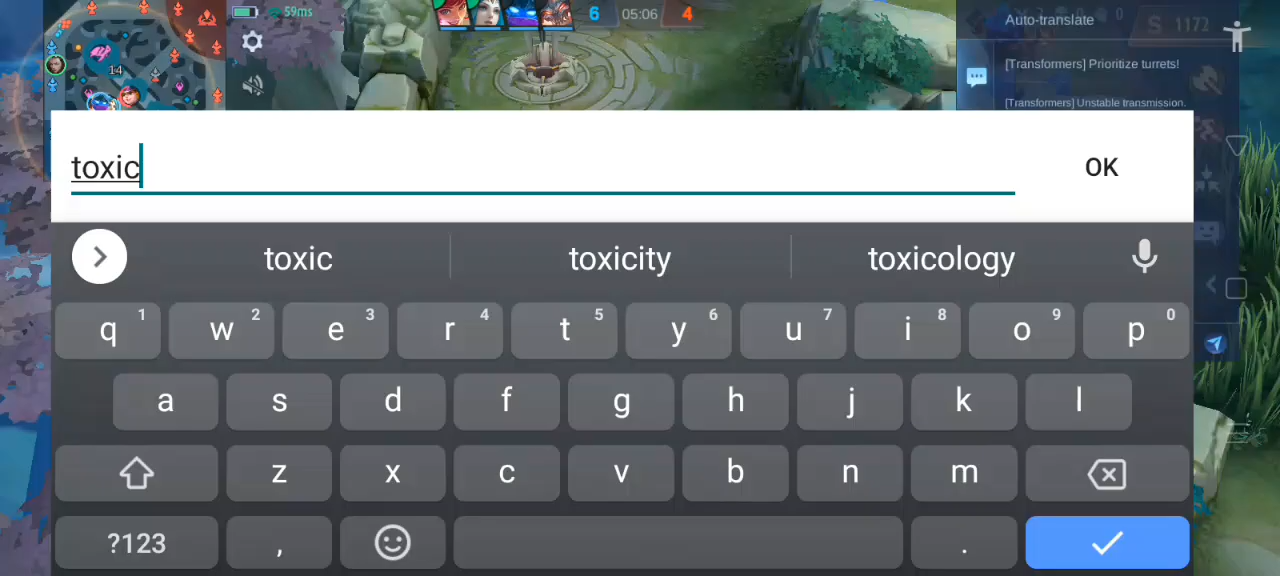 59ms
6 05:06 4
14
S 1172
Auto-translate
[Transformers] Prioritize turrets!
[Transformers] Unstable transmission.
toxic
OK
toxic toxicity toxicology
q 1 w 2 e 3 r 4 t 5 y 6 u 7 i 8 o 9 p 0
a s d f g h j k l
z x c v b n m
?123 , .